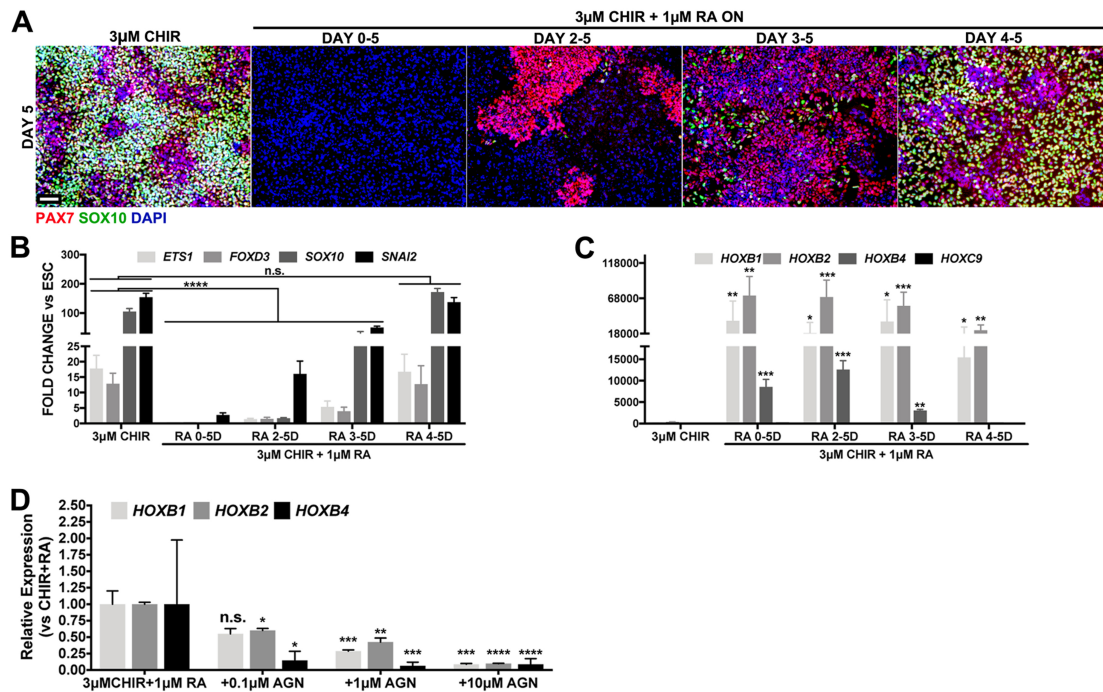 A
3µM CHIR + 1µM RA ON
3µM CHIR
DAY 0-5
DAY 2-5
DAY 3-5
DAY 4-5
DAY 5
PAX7 SOX10 DAPI
B
ETS1 FOXD3 SOX10 SNAI2
FOLD CHANGE vs ESC
300
200
100
25
20
15
10
5
0
n.s.
****
3µM CHIR
RA 0-5D
RA 2-5D
RA 3-5D
RA 4-5D
3µM CHIR + 1µM RA
C
HOXB1 HOXB2 HOXB4 HOXC9
118000
68000
18000
15000
10000
5000
0
** ** ***
* *** ***
* *** **
* **
3µM CHIR
RA 0-5D
RA 2-5D
RA 3-5D
RA 4-5D
3µM CHIR + 1µM RA
D
HOXB1 HOXB2 HOXB4
Relative Expression
(vs CHIR+RA)
2.50
2.25
2.00
1.75
1.50
1.25
1.00
0.75
0.50
0.25
0.00
n.s. * *
*** ** ***
*** **** ****
3µMCHIR+1µM RA
+0.1µM AGN
+1µM AGN
+10µM AGN